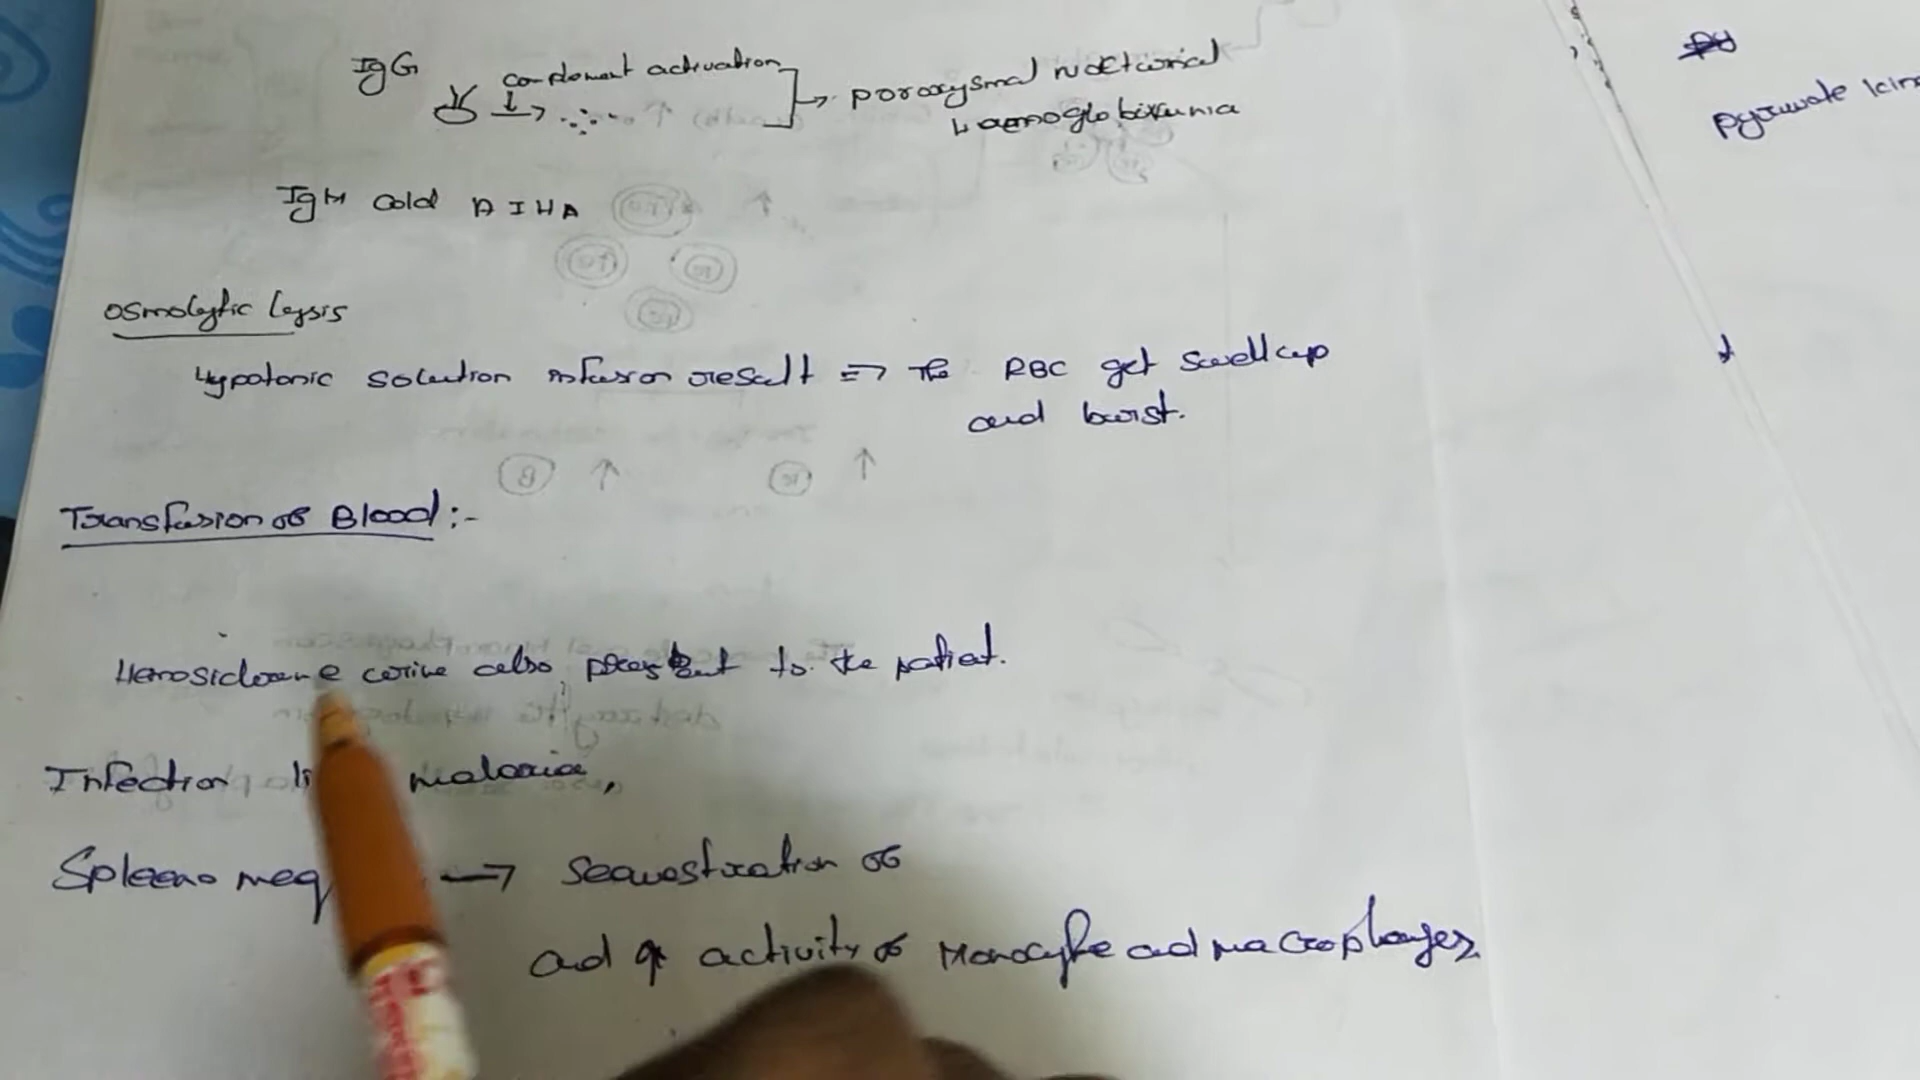 IgG
complement activation
Paroxysmal nocturnal
Haemoglobinuria
IgM cold AIHA
Osmolytic lysis
Hypotonic solution infusion result => The RBC get swell up
and burst.
Transfusion of Blood :-
urine also present to the patient.
Infection malaria,
Spleeno meg → Sequestration of
and activity of Monocyte and macrophages
Pyruvate kin